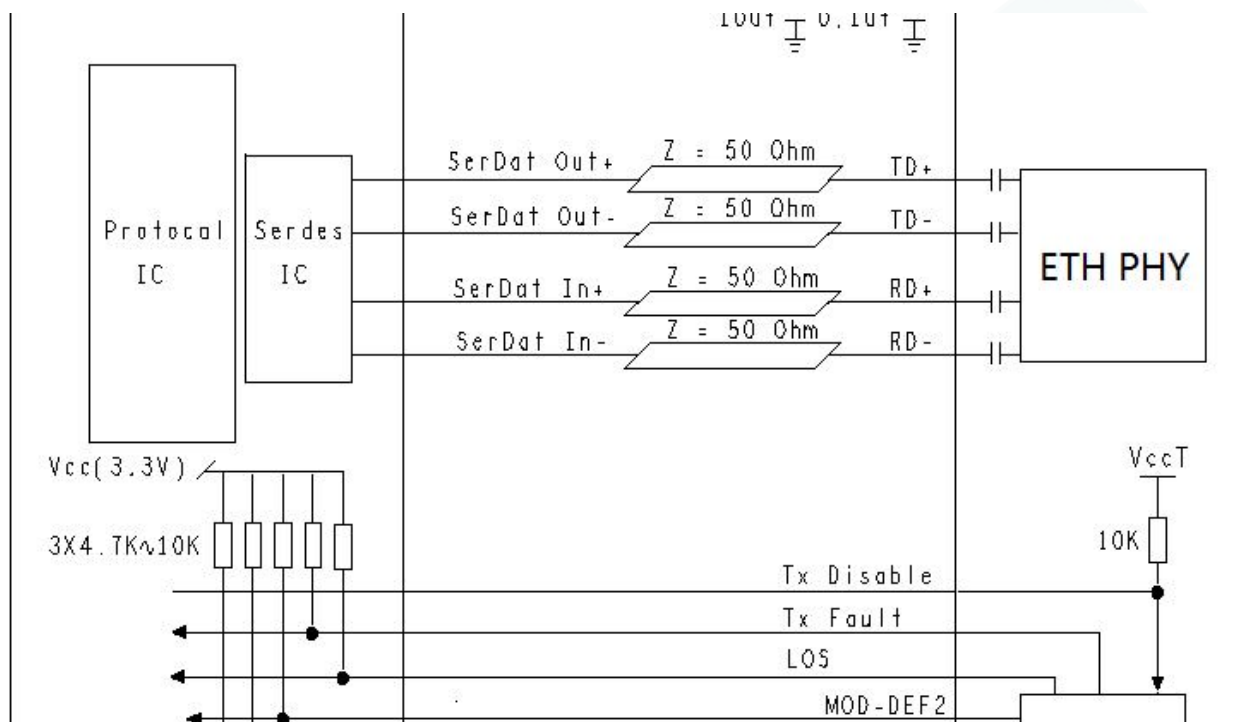 10uf 0.1uf
SerDat Out+ Z = 50 Ohm TD+
SerDat Out- Z = 50 Ohm TD-
Protocal IC
Serdes IC
ETH PHY
SerDat In+ Z = 50 Ohm RD+
SerDat In- Z = 50 Ohm RD-
Vcc(3.3V)
VccT
3X4.7K∿10K
10K
Tx Disable
Tx Fault
LOS
MOD-DEF2